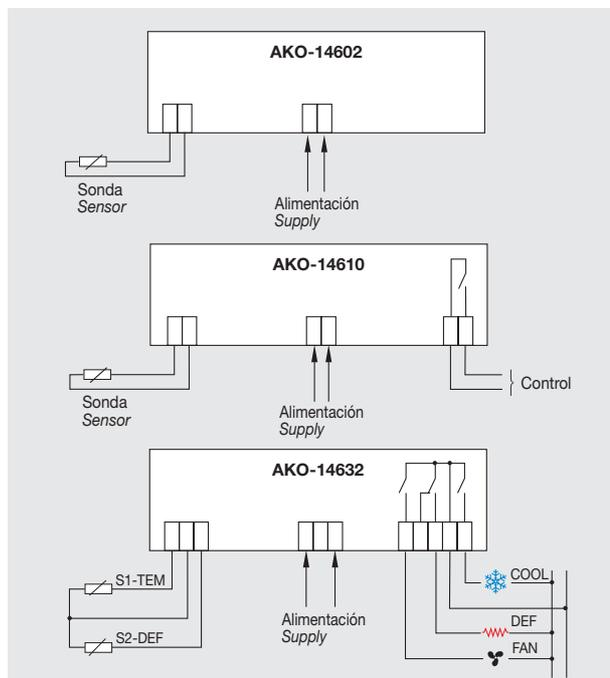 AKO-14602
Sonda
Sensor
Alimentación
Supply
AKO-14610
Sonda
Sensor
Alimentación
Supply
Control
AKO-14632
S1-TEM
S2-DEF
Alimentación
Supply
COOL
DEF
FAN